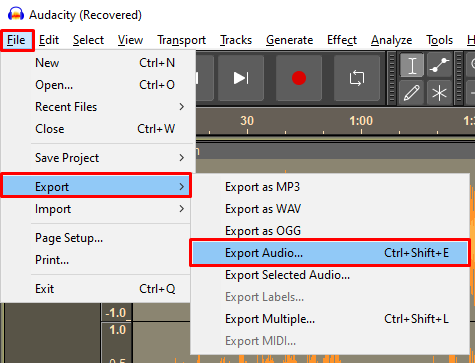 Audacity (Recovered)
File Edit Select View Transport Tracks Generate Effect Analyze Tools
New Ctrl+N
Open... Ctrl+O
Recent Files
Close Ctrl+W
Save Project
Export
Import
Page Setup...
Print...
Exit Ctrl+Q
30 1:00
Export as MP3
Export as WAV
Export as OGG
Export Audio... Ctrl+Shift+E
Export Selected Audio...
Export Labels...
Export Multiple... Ctrl+Shift+L
Export MIDI...
-1.0
1.0
0.5